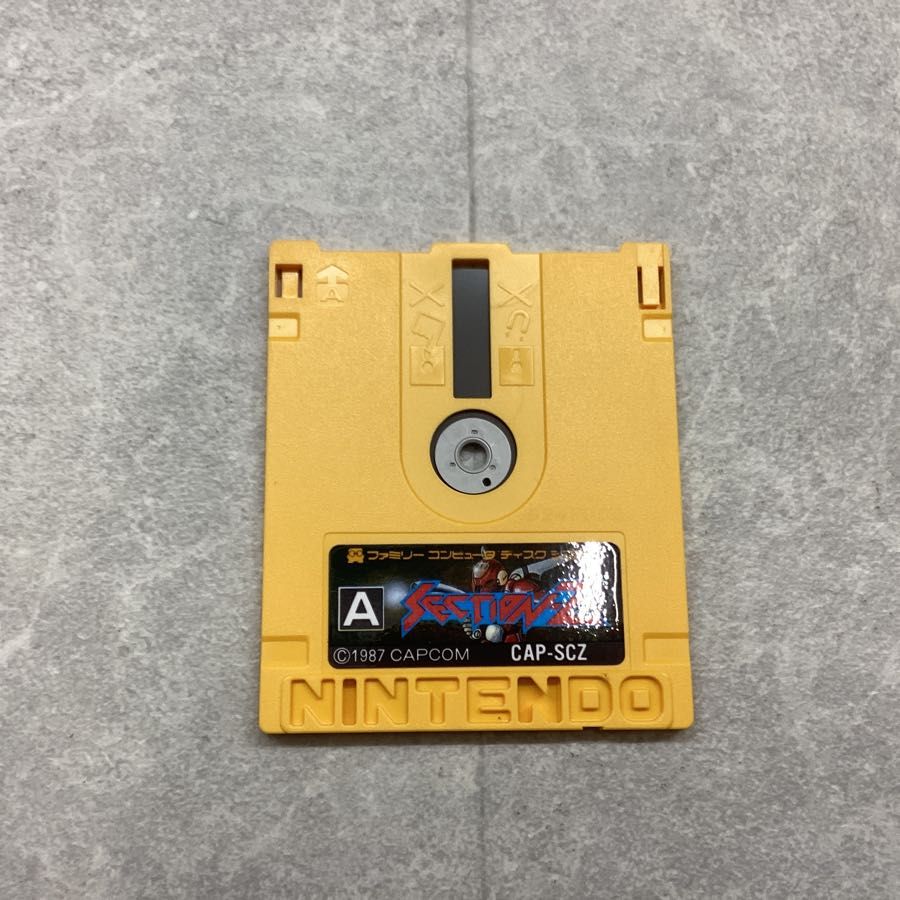 A
ファミリー コンピュータ ディスク
A
SECTION-Z
©1987 CAPCOM CAP-SCZ
NINTENDO